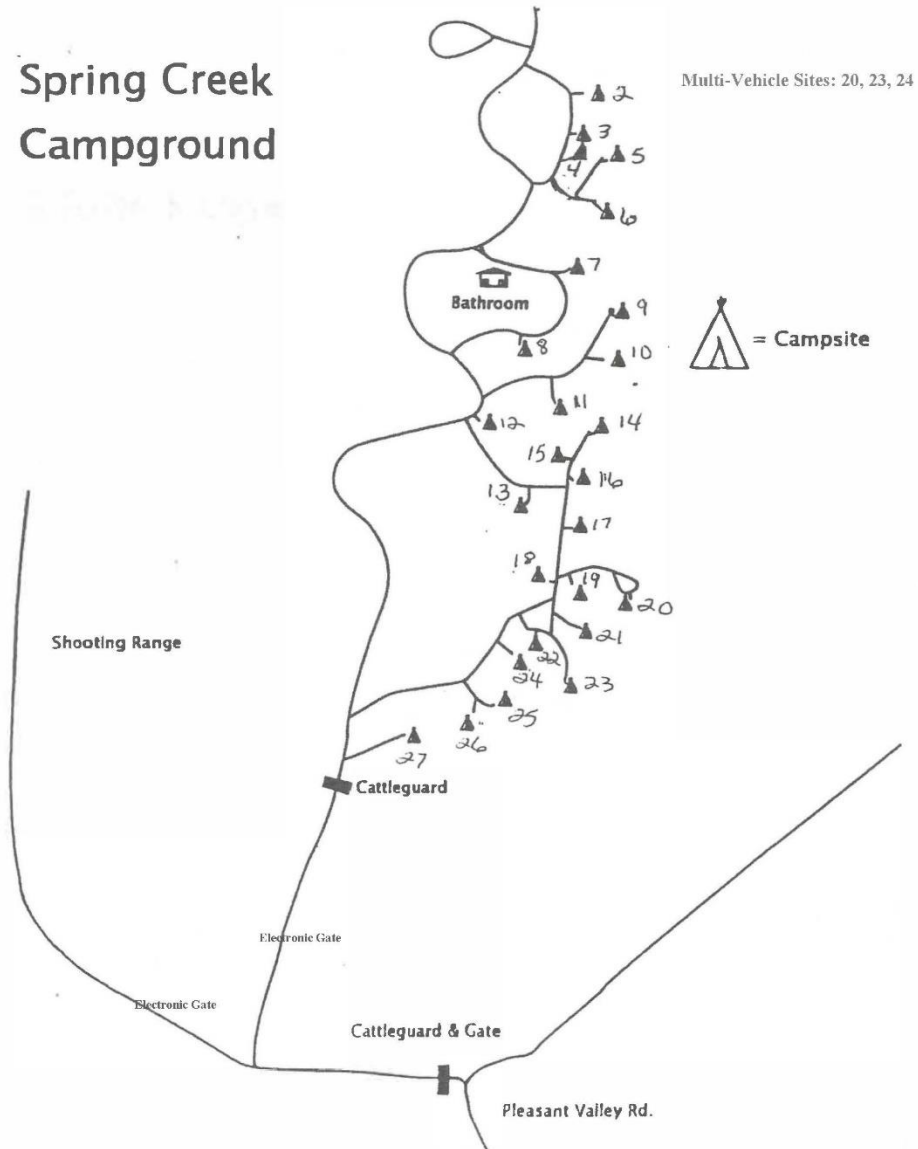 Spring Creek
Campground
Multi-Vehicle Sites: 20, 23, 24
2
3
4
5
6
7
Bathroom
8
9
10
= Campsite
11
12
13
14
15
16
17
18
19
20
21
22
23
24
25
26
27
Shooting Range
Cattleguard
Electronic Gate
Electronic Gate
Cattleguard & Gate
Pleasant Valley Rd.